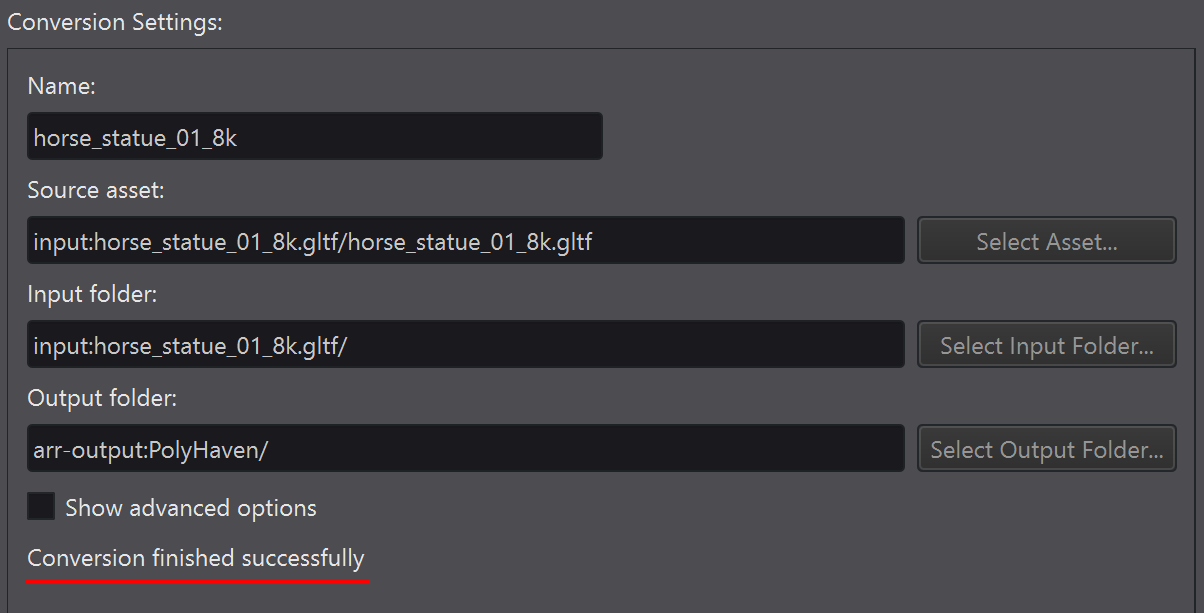 Conversion Settings:
Name:
horse_statue_01_8k
Source asset:
input:horse_statue_01_8k.gltf/horse_statue_01_8k.gltf
Select Asset...
Input folder:
input:horse_statue_01_8k.gltf/
Select Input Folder...
Output folder:
arr-output:PolyHaven/
Select Output Folder...
Show advanced options
Conversion finished successfully